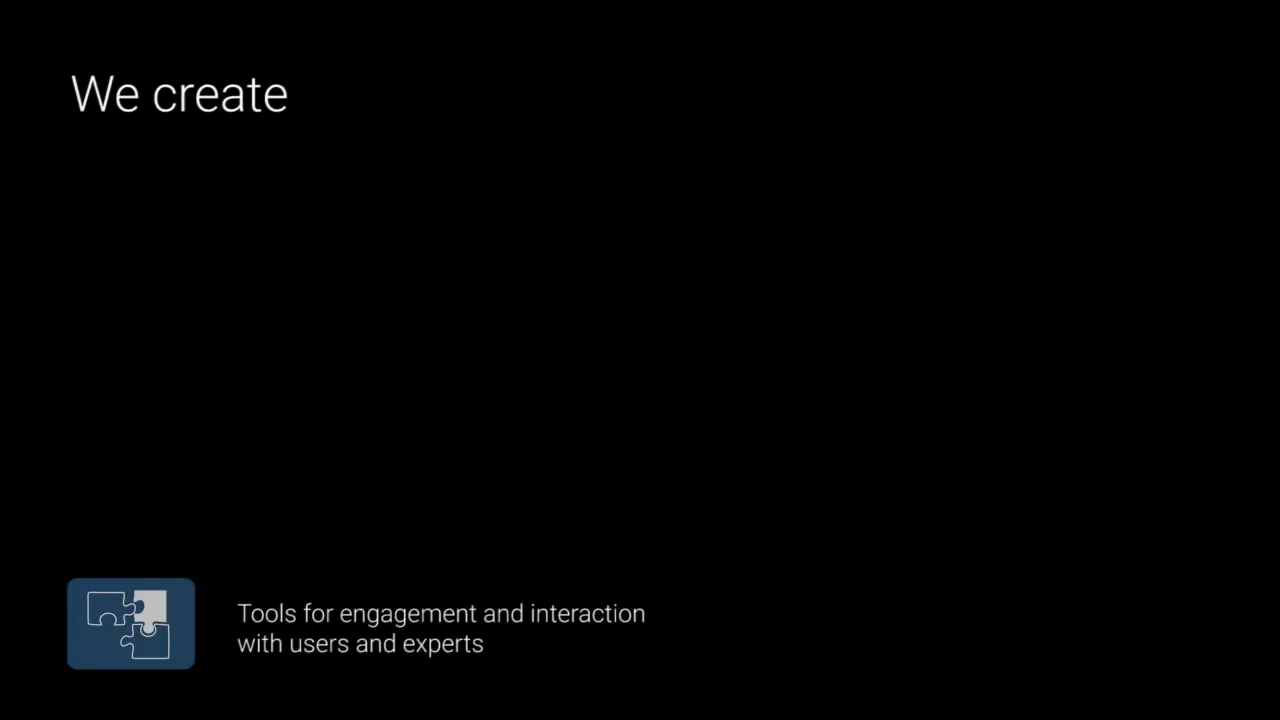 We create
Tools for engagement and interaction
with users and experts